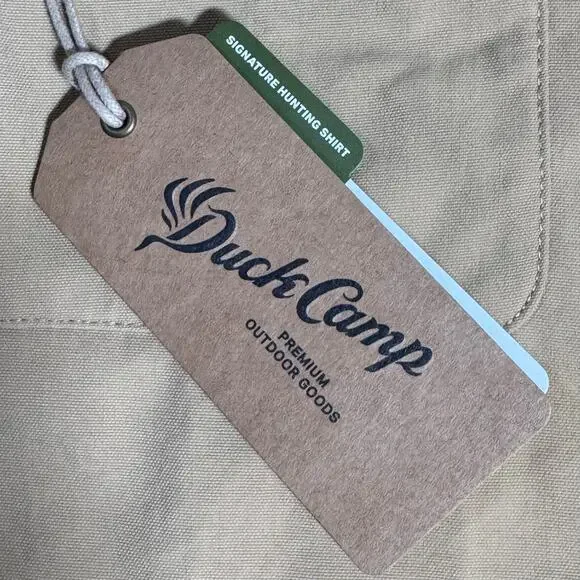 SIGNATURE HUNTING SHIRT
Duck Camp
PREMIUM
OUTDOOR GOODS